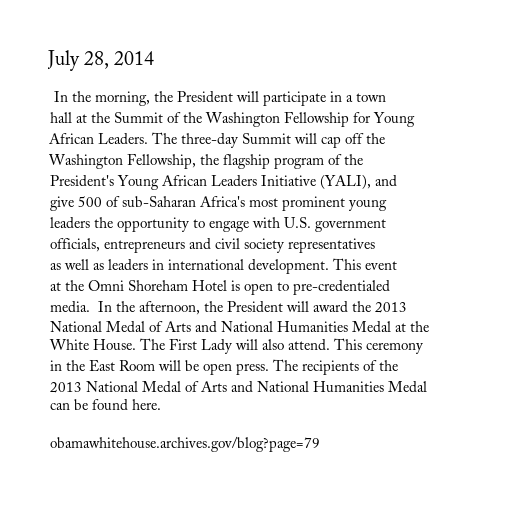 July 28, 2014
In the morning, the President will participate in a town
hall at the Summit of the Washington Fellowship for Young
African Leaders. The three-day Summit will cap off the
Washington Fellowship, the flagship program of the
President's Young African Leaders Initiative (YALI), and
give 500 of sub-Saharan Africa's most prominent young
leaders the opportunity to engage with U.S. government
officials, entrepreneurs and civil society representatives
as well as leaders in international development. This event
at the Omni Shoreham Hotel is open to pre-credentialed
media.  In the afternoon, the President will award the 2013
National Medal of Arts and National Humanities Medal at the
White House. The First Lady will also attend. This ceremony
in the East Room will be open press. The recipients of the
2013 National Medal of Arts and National Humanities Medal
can be found here.
obamawhitehouse.archives.gov/blog?page=79